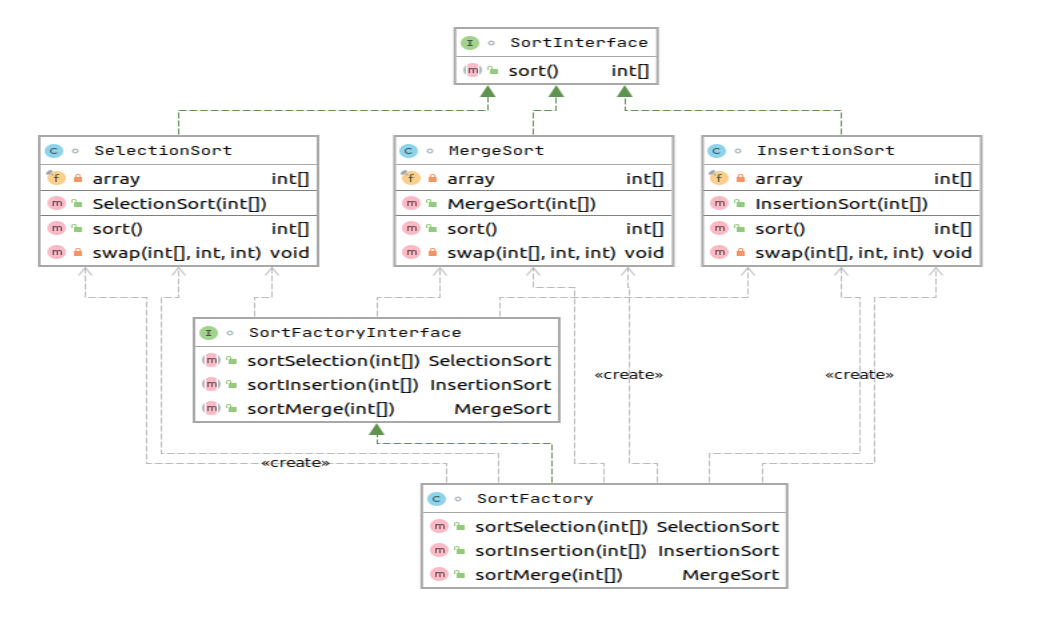 SortInterface
sort() int[]
SelectionSort
array int[]
SelectionSort(int[])
sort() int[]
swap(int[], int, int) void
MergeSort
array int[]
MergeSort(int[])
sort() int[]
swap(int[], int, int) void
InsertionSort
array int[]
InsertionSort(int[])
sort() int[]
swap(int[], int, int) void
SortFactoryInterface
sortSelection(int[]) SelectionSort
sortInsertion(int[]) InsertionSort
sortMerge(int[]) MergeSort
«create»
«create»
«create»
SortFactory
sortSelection(int[]) SelectionSort
sortInsertion(int[]) InsertionSort
sortMerge(int[]) MergeSort